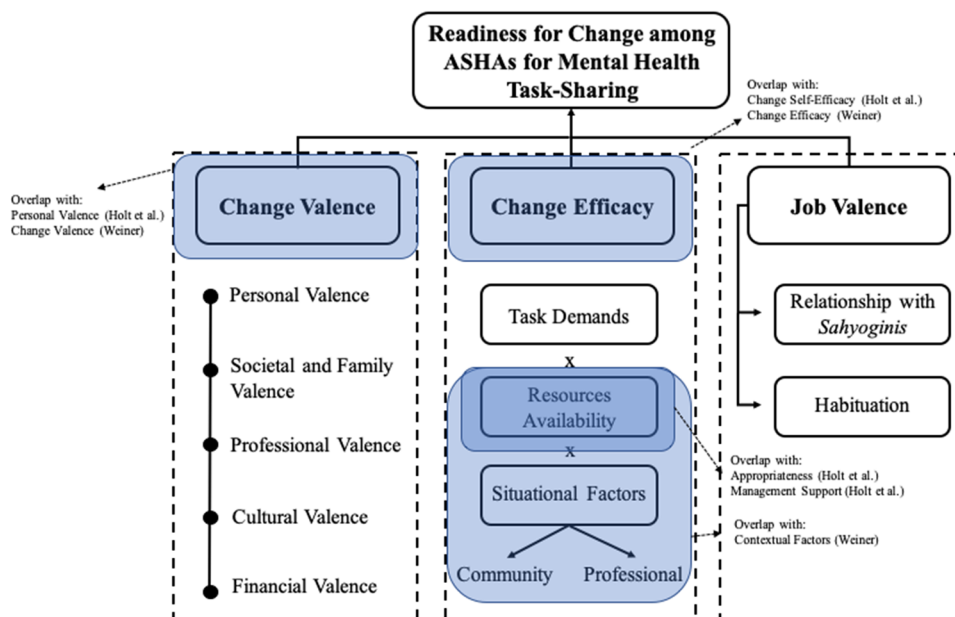 Readiness for Change among
ASHAs for Mental Health
Task-Sharing
Overlap with:
Change Self-Efficacy (Holt et al.)
Change Efficacy (Weiner)
Overlap with:
Personal Valence (Holt et al.)
Change Valence (Weiner)
Change Valence
Personal Valence
Societal and Family
Valence
Professional Valence
Cultural Valence
Financial Valence
Change Efficacy
Task Demands
x
Resources
Availability
x
Situational Factors
Community
Professional
Job Valence
Relationship with
Sahyoginis
Habituation
Overlap with:
Appropriateness (Holt et al.)
Management Support (Holt et al.)
Overlap with:
Contextual Factors (Weiner)